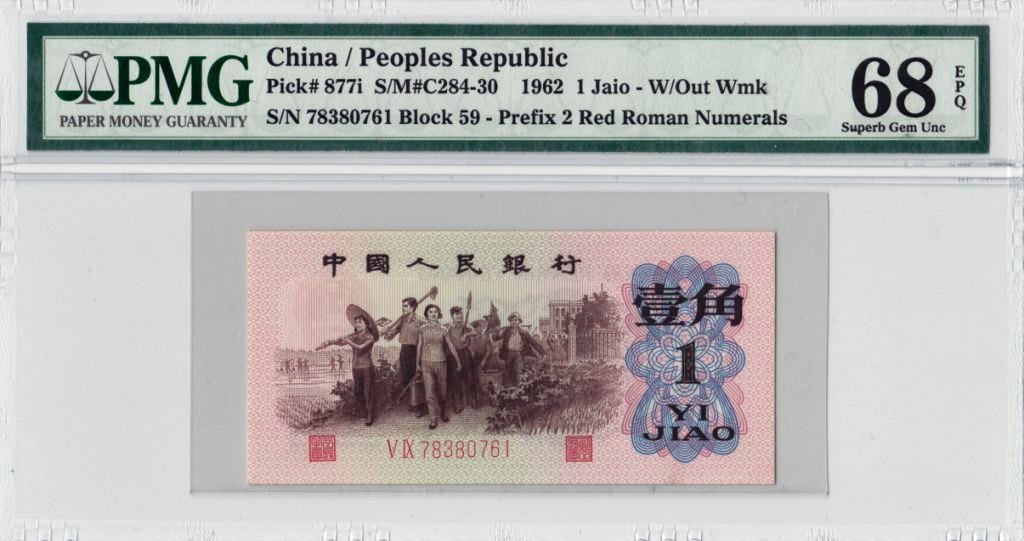 PMG
PAPER MONEY GUARANTY
China / Peoples Republic
Pick# 877i S/M#C284-30 1962 1 Jaio - W/Out Wmk
S/N 78380761 Block 59 - Prefix 2 Red Roman Numerals
68
EPQ
Superb Gem Unc
中國人民銀行
壹角
1
YI
JIAO
V IX 78380761